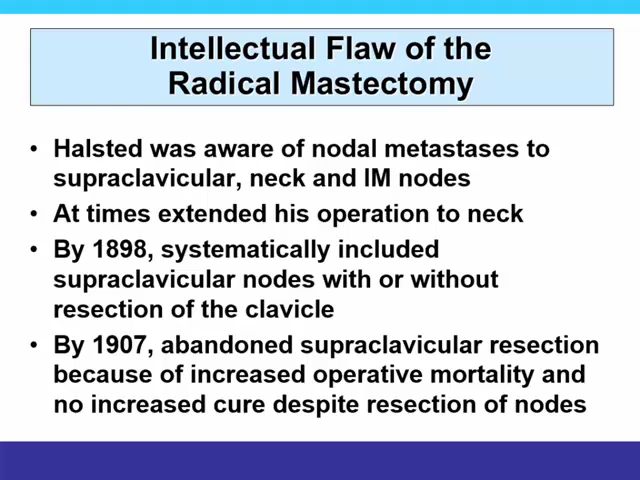 Intellectual Flaw of the
Radical Mastectomy
• Halsted was aware of nodal metastases to
supraclavicular, neck and IM nodes
• At times extended his operation to neck
• By 1898, systematically included
supraclavicular nodes with or without
resection of the clavicle
• By 1907, abandoned supraclavicular resection
because of increased operative mortality and
no increased cure despite resection of nodes